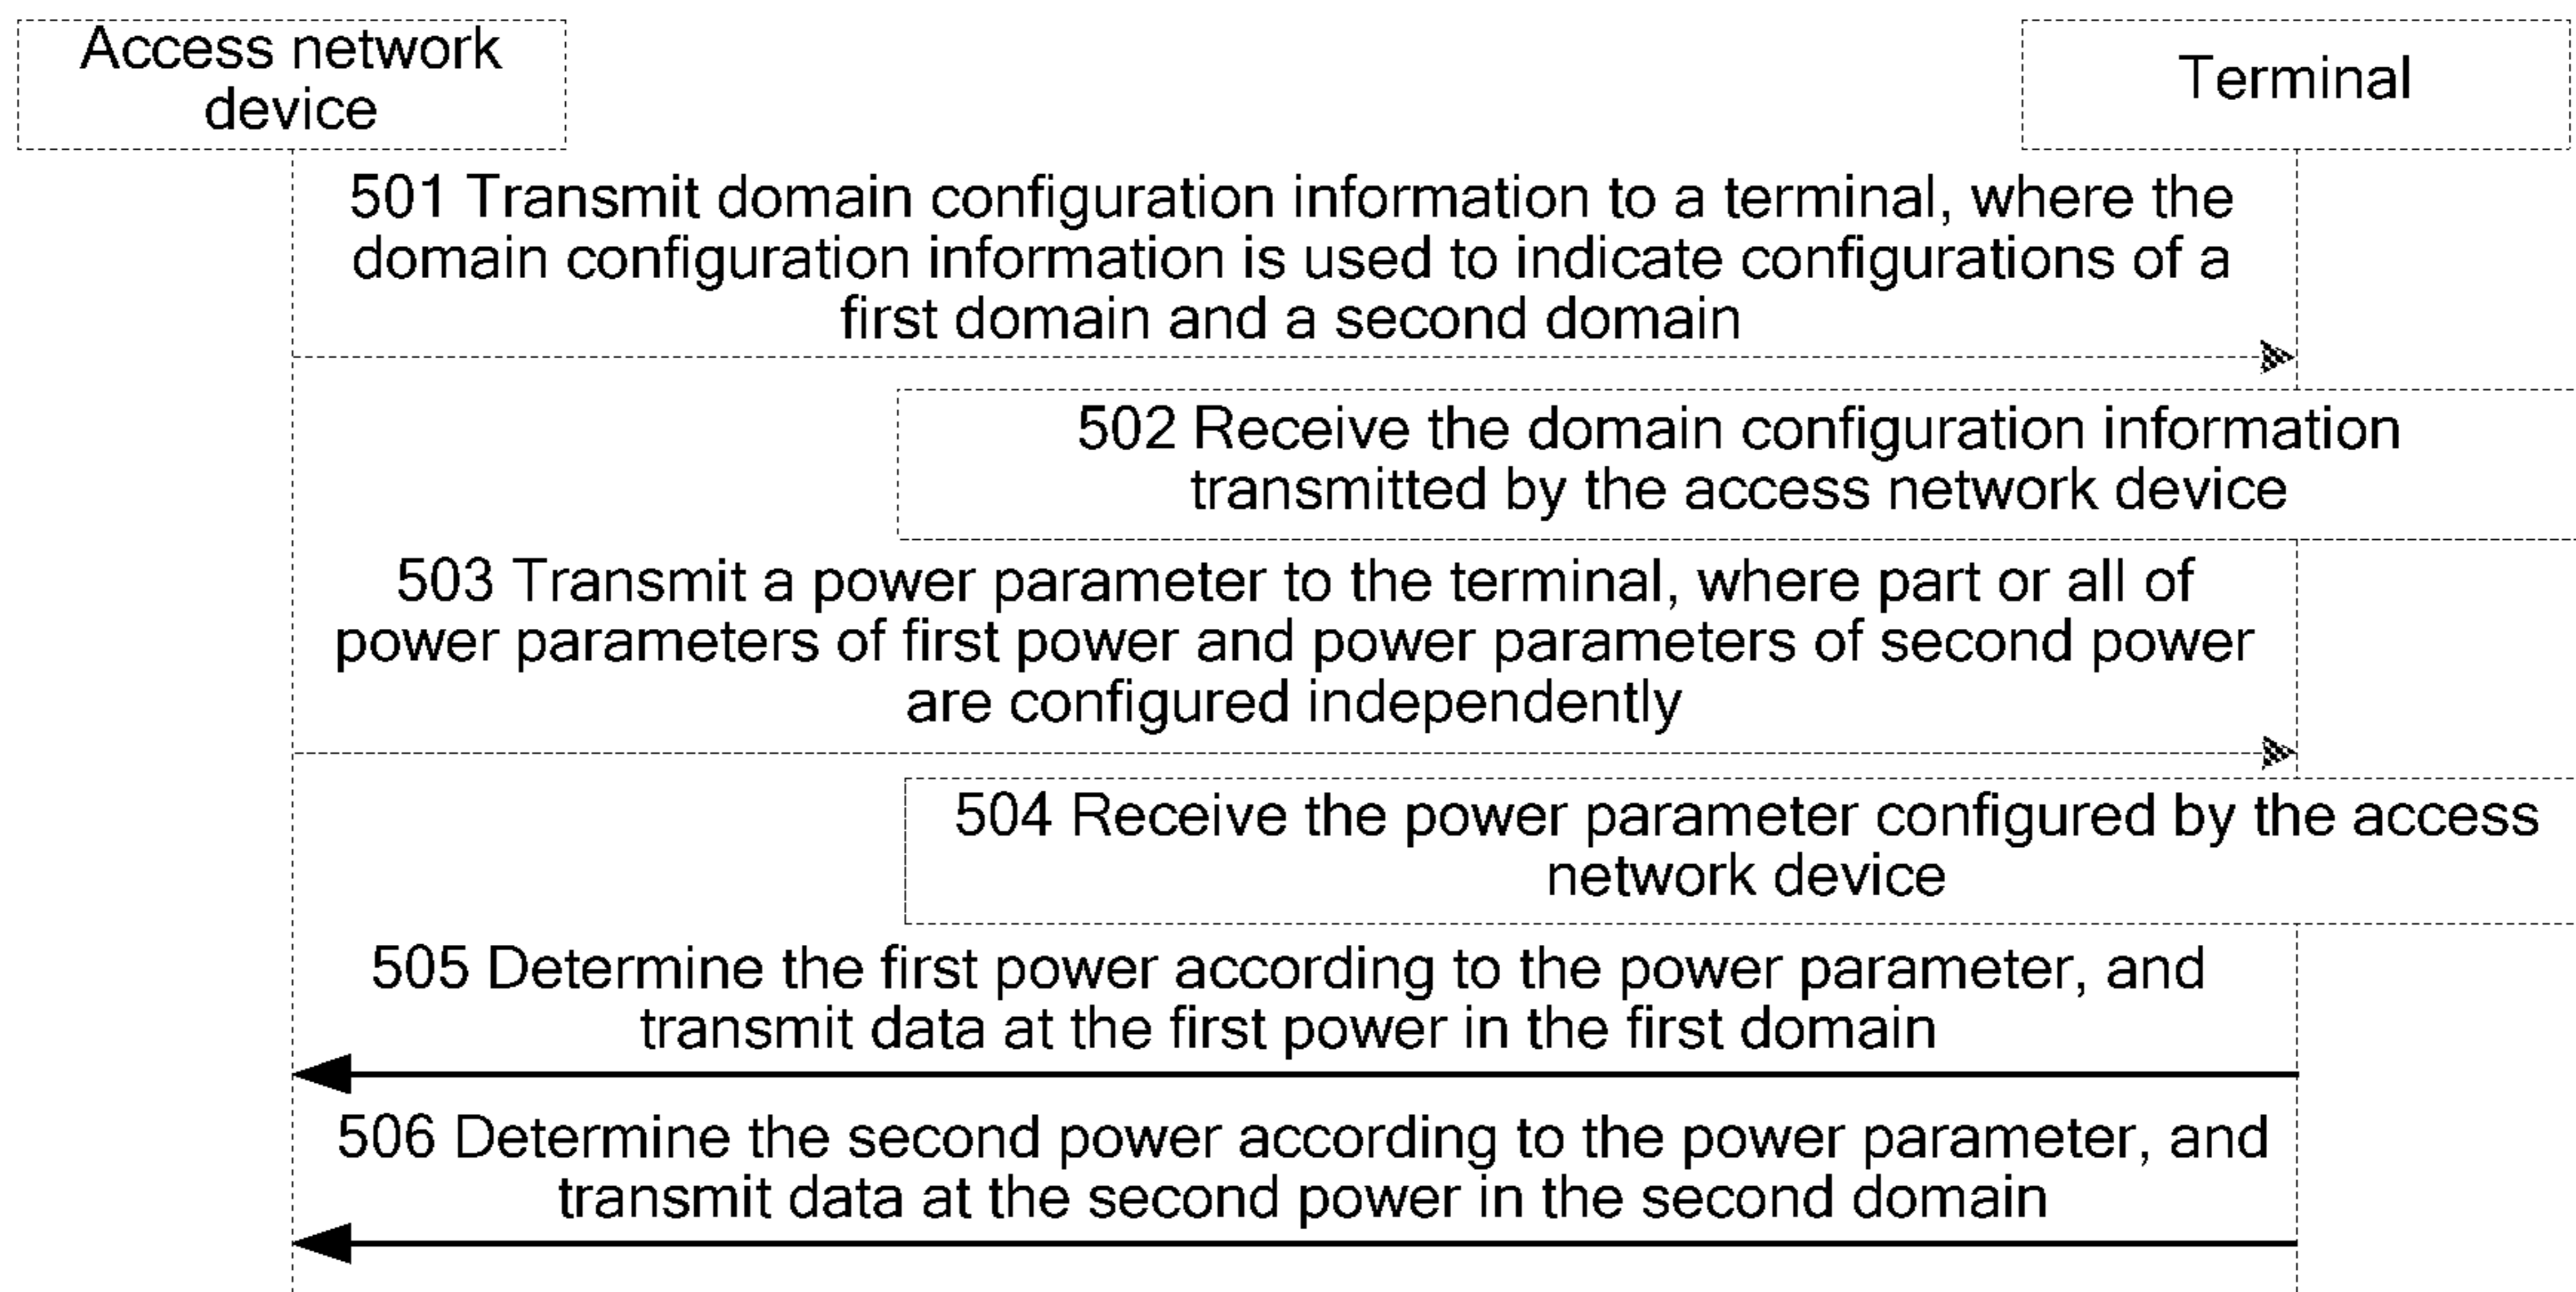 Access network
device
Terminal
501 Transmit domain configuration information to a terminal, where the
domain configuration information is used to indicate configurations of a
first domain and a second domain
502 Receive the domain configuration information
transmitted by the access network device
503 Transmit a power parameter to the terminal, where part or all of
power parameters of first power and power parameters of second power
are configured independently
504 Receive the power parameter configured by the access
network device
505 Determine the first power according to the power parameter, and
transmit data at the first power in the first domain
506 Determine the second power according to the power parameter, and
transmit data at the second power in the second domain